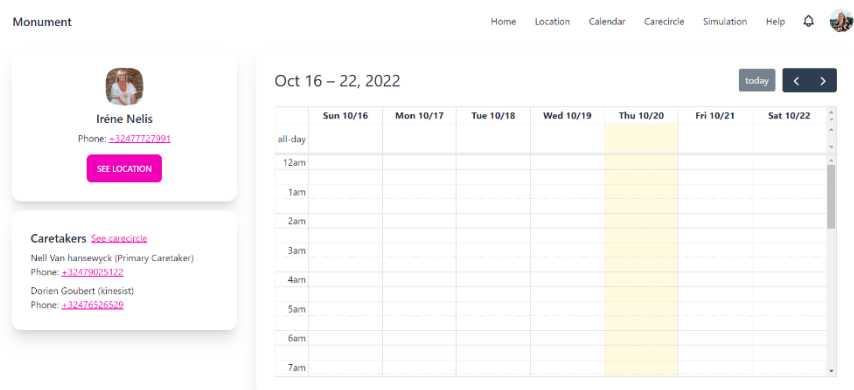 Monument
Home Location Calendar Carecircle Simulation Help
Iréne Nelis
Phone: +32477727991
SEE LOCATION
Caretakers See carecircle
Nell Van hansewyck (Primary Caretaker)
Phone: +32479025122
Dorien Goubert (kinesist)
Phone: +32476526529
Oct 16 – 22, 2022
today
Sun 10/16 Mon 10/17 Tue 10/18 Wed 10/19 Thu 10/20 Fri 10/21 Sat 10/22
all-day
12am
1am
2am
3am
4am
5am
6am
7am